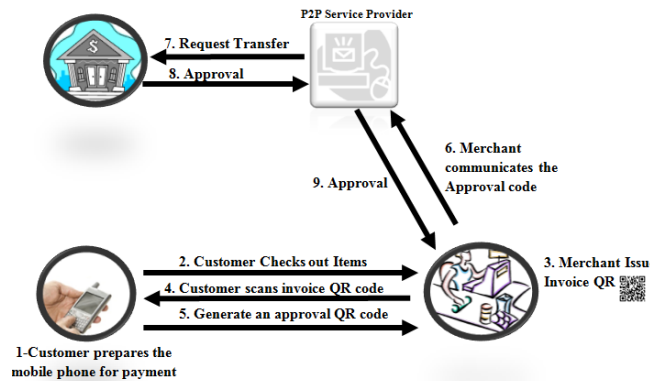 P2P Service Provider
7. Request Transfer
8. Approval
6. Merchant
communicates the
Approval code
9. Approval
2. Customer Checks out Items
3. Merchant Issu
Invoice QR
4. Customer scans invoice QR code
5. Generate an approval QR code
1-Customer prepares the
mobile phone for payment